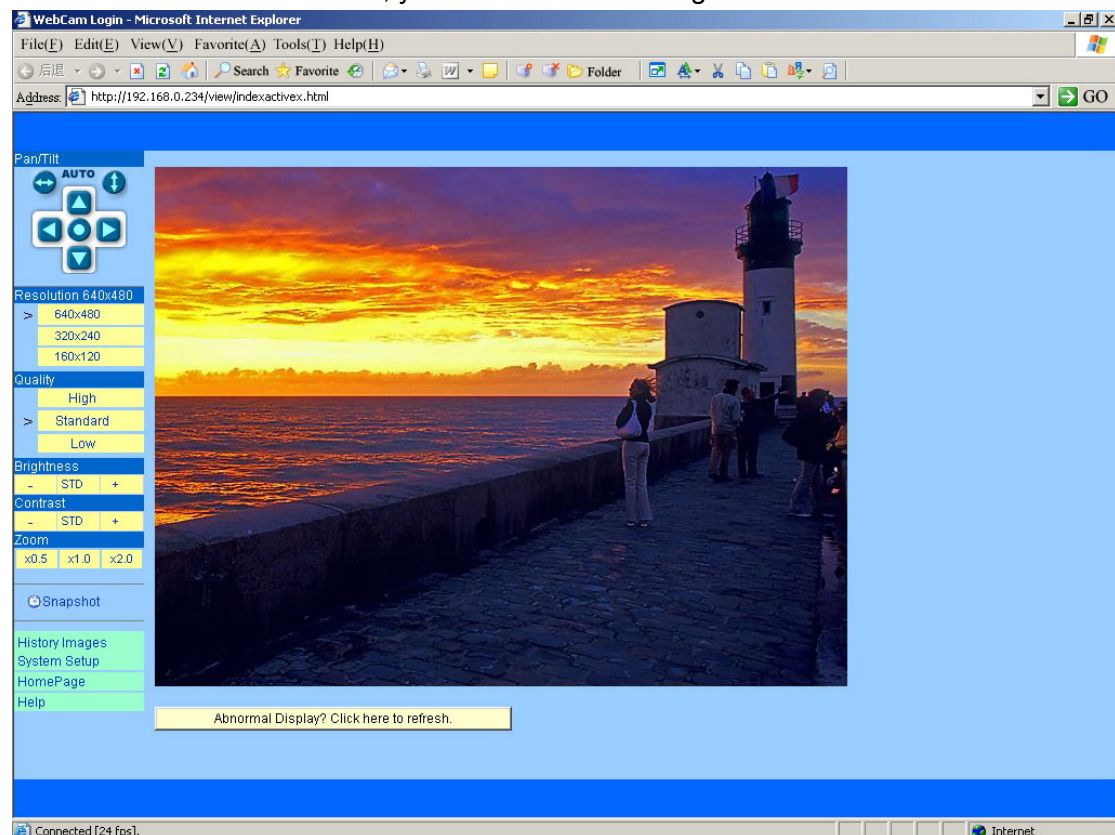 WebCam Login - Microsoft Internet Explorer
File(F) Edit(E) View(V) Favorite(A) Tools(T) Help(H)
后退 Search Favorite Folder
Address: http://192.168.0.234/view/indexactivex.html GO
Pan/Tilt
AUTO
Resolution 640x480
> 640x480
320x240
160x120
Quality
High
> Standard
Low
Brightness
- STD +
Contrast
- STD +
Zoom
x0.5 x1.0 x2.0
Snapshot
History Images
System Setup
HomePage
Help
Abnormal Display? Click here to refresh.
Connected [24 fps]. Internet